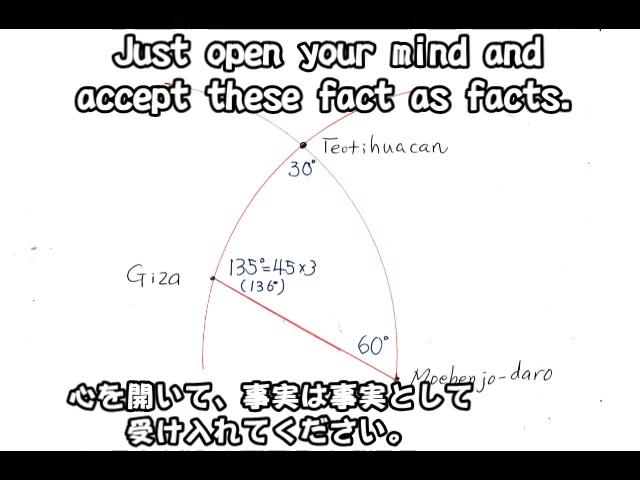 Just open your mind and
accept these fact as facts.
Teotihuacan
30°
Giza
135°=45×3
(136°)
60°
Moehenjo-daro
心を開いて、事実は事実として
受け入れてください。